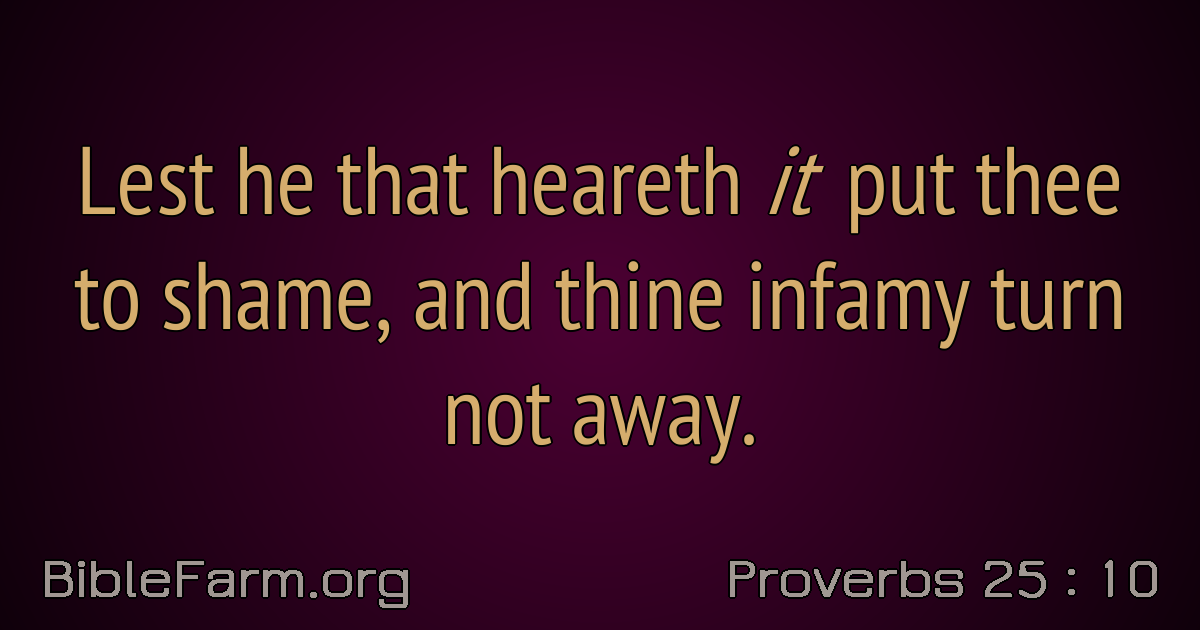 Lest he that heareth it put thee
to shame, and thine infamy turn
not away.
BibleFarm.org
Proverbs 25 : 10